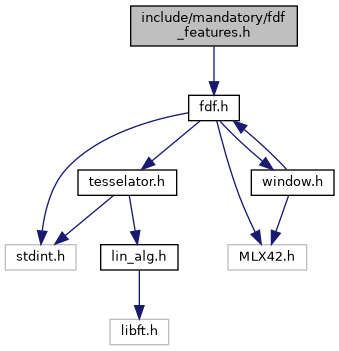 include/mandatory/fdf
_features.h
fdf.h
tesselator.h
window.h
stdint.h
lin_alg.h
MLX42.h
libft.h